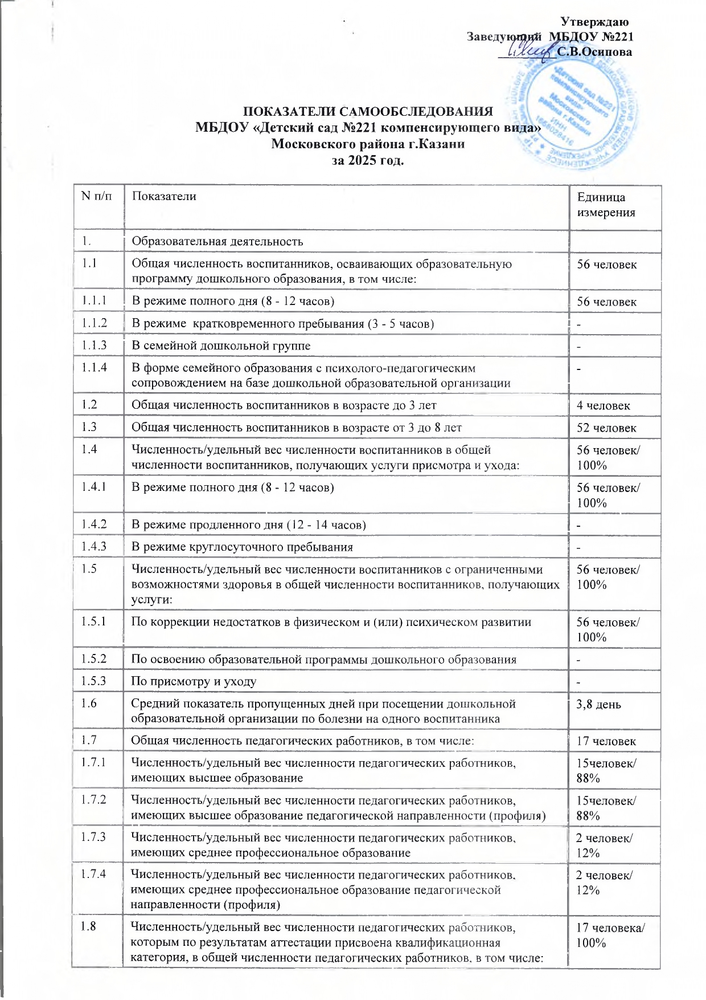 Утверждаю
Заведующий МБДОУ №221
С.В.Осипова
«Детский сад №221
компенсирующего
вида»
Московского
района г.Казани
ИНН
1658028416
ПОКАЗАТЕЛИ САМООБСЛЕДОВАНИЯ
МБДОУ «Детский сад №221 компенсирующего вида»
Московского района г.Казани
за 2025 год.
N п/п Показатели Единица
измерения
1. Образовательная деятельность
1.1 Общая численность воспитанников, осваивающих образовательную 56 человек
программу дошкольного образования, в том числе:
1.1.1 В режиме полного дня (8 - 12 часов) 56 человек
1.1.2 В режиме кратковременного пребывания (3 - 5 часов) -
1.1.3 В семейной дошкольной группе -
1.1.4 В форме семейного образования с психолого-педагогическим -
сопровождением на базе дошкольной образовательной организации
1.2 Общая численность воспитанников в возрасте до 3 лет 4 человек
1.3 Общая численность воспитанников в возрасте от 3 до 8 лет 52 человек
1.4 Численность/удельный вес численности воспитанников в общей 56 человек/
численности воспитанников, получающих услуги присмотра и ухода: 100%
1.4.1 В режиме полного дня (8 - 12 часов) 56 человек/
100%
1.4.2 В режиме продленного дня (12 - 14 часов) -
1.4.3 В режиме круглосуточного пребывания -
1.5 Численность/удельный вес численности воспитанников с ограниченными 56 человек/
возможностями здоровья в общей численности воспитанников, получающих 100%
услуги:
1.5.1 По коррекции недостатков в физическом и (или) психическом развитии 56 человек/
100%
1.5.2 По освоению образовательной программы дошкольного образования -
1.5.3 По присмотру и уходу -
1.6 Средний показатель пропущенных дней при посещении дошкольной 3,8 день
образовательной организации по болезни на одного воспитанника
1.7 Общая численность педагогических работников, в том числе: 17 человек
1.7.1 Численность/удельный вес численности педагогических работников, 15человек/
имеющих высшее образование 88%
1.7.2 Численность/удельный вес численности педагогических работников, 15человек/
имеющих высшее образование педагогической направленности (профиля) 88%
1.7.3 Численность/удельный вес численности педагогических работников, 2 человек/
имеющих среднее профессиональное образование 12%
1.7.4 Численность/удельный вес численности педагогических работников, 2 человек/
имеющих среднее профессиональное образование педагогической 12%
направленности (профиля)
1.8 Численность/удельный вес численности педагогических работников, 17 человека/
которым по результатам аттестации присвоена квалификационная 100%
категория, в общей численности педагогических работников, в том числе: